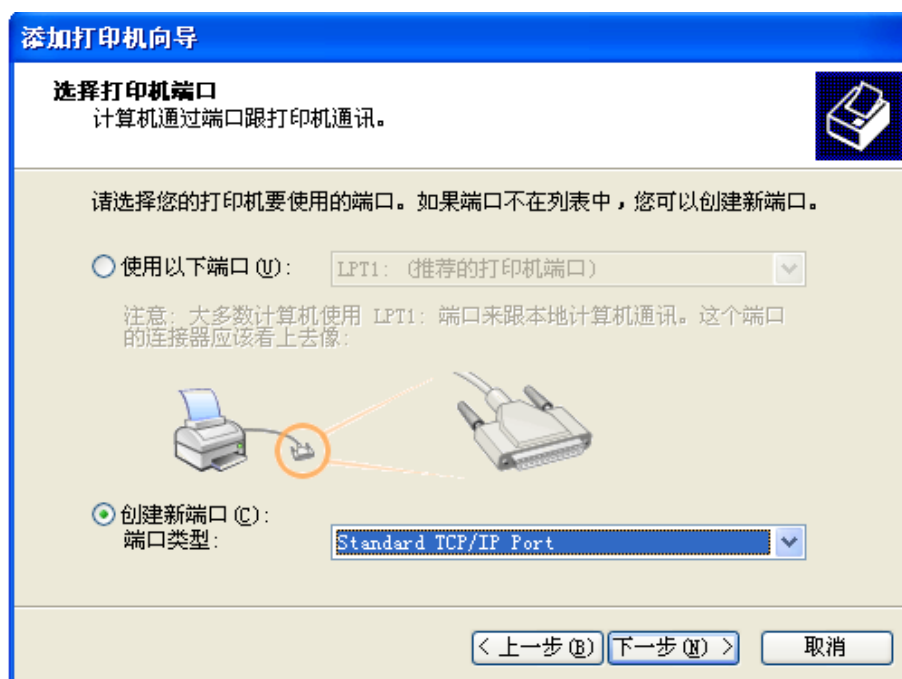 添加打印机向导
选择打印机端口
计算机通过端口跟打印机通讯。
请选择您的打印机要使用的端口。如果端口不在列表中，您可以创建新端口。
使用以下端口(U): LPT1: (推荐的打印机端口)
注意: 大多数计算机使用 LPT1: 端口来跟本地计算机通讯。这个端口
的连接器应该看上去像:
创建新端口(C):
端口类型: Standard TCP/IP Port
< 上一步(B) 下一步(N) > 取消